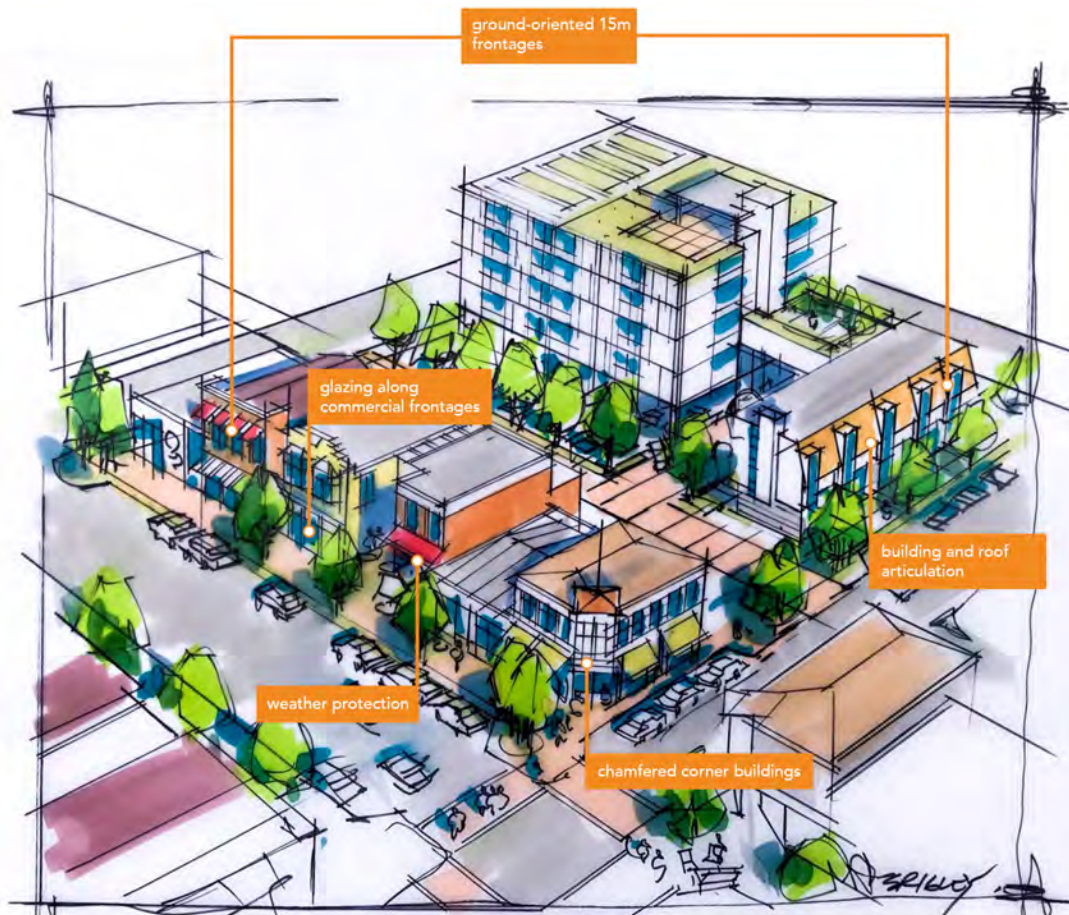 ground-oriented 15m
frontages
glazing along
commercial frontages
building and roof
articulation
weather protection
chamfered corner buildings